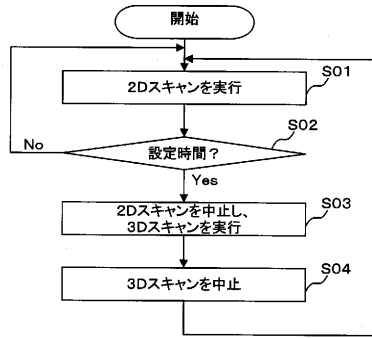 開始
S01
2Dスキャンを実行
S02
設定時間？
No
Yes
S03
2Dスキャンを中止し、
3Dスキャンを実行
S04
3Dスキャンを中止